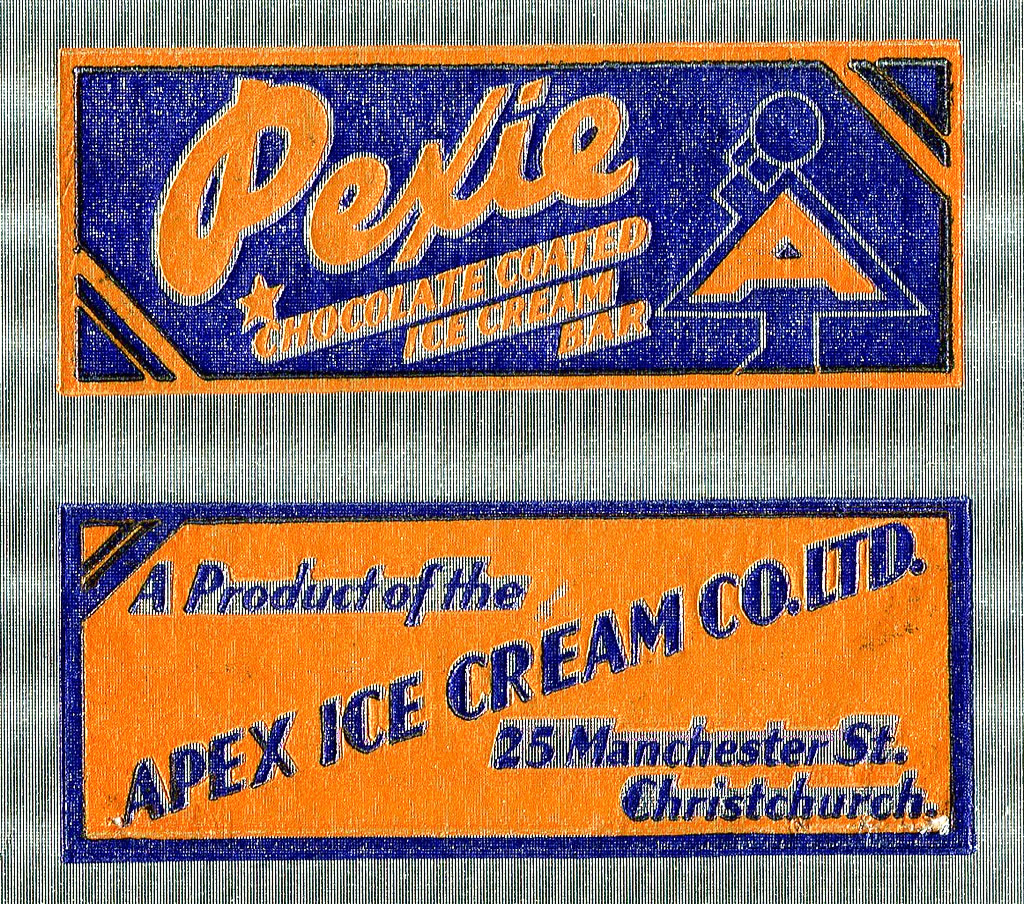 Pexie
CHOCOLATE COATED
ICE CREAM
BAR
A
A Product of the
APEX ICE CREAM CO. LTD.
25 Manchester St.
Christchurch.